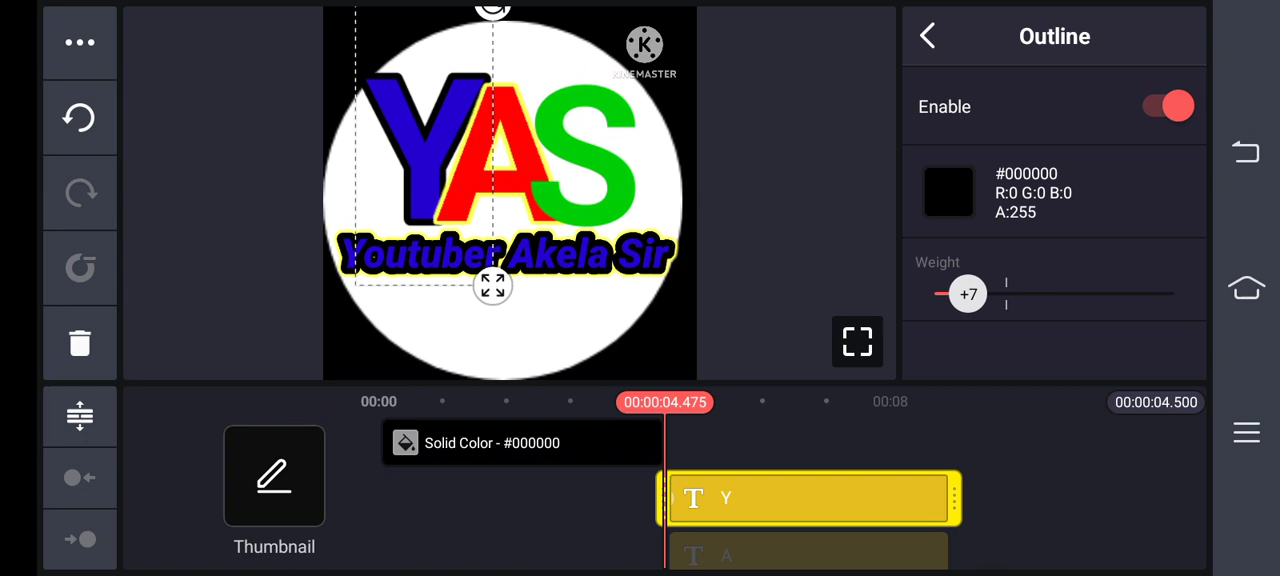 Outline
K
KINEMASTER
YAS
Youtuber Akela Sir
Enable
#000000
R:0 G:0 B:0
A:255
Weight
+7
00:00
00:00:04.475
00:08
00:00:04.500
Solid Color - #000000
T Y
T A
Thumbnail